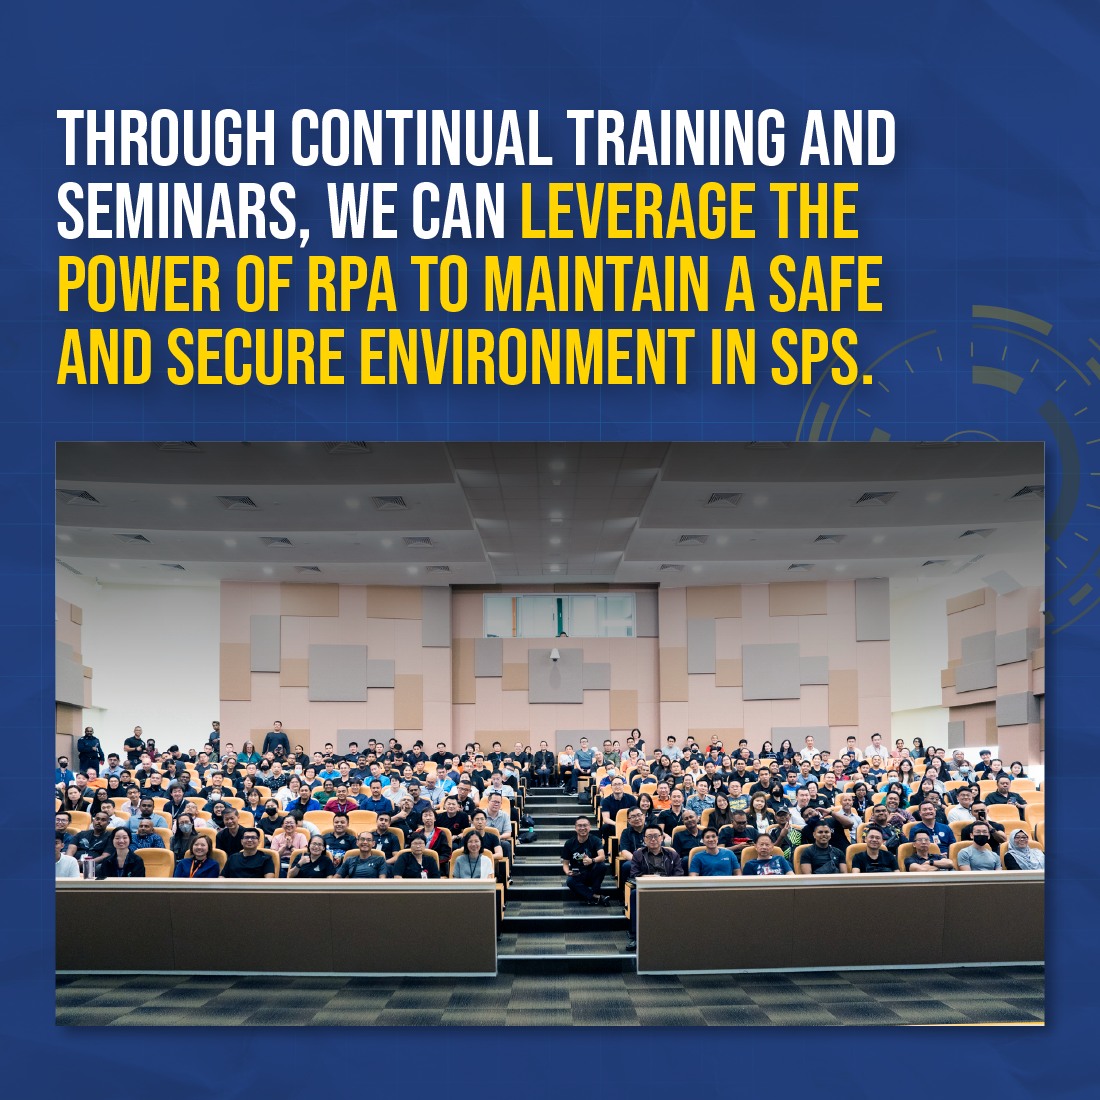 THROUGH CONTINUAL TRAINING AND
SEMINARS, WE CAN LEVERAGE THE
POWER OF RPA TO MAINTAIN A SAFE
AND SECURE ENVIRONMENT IN SPS.